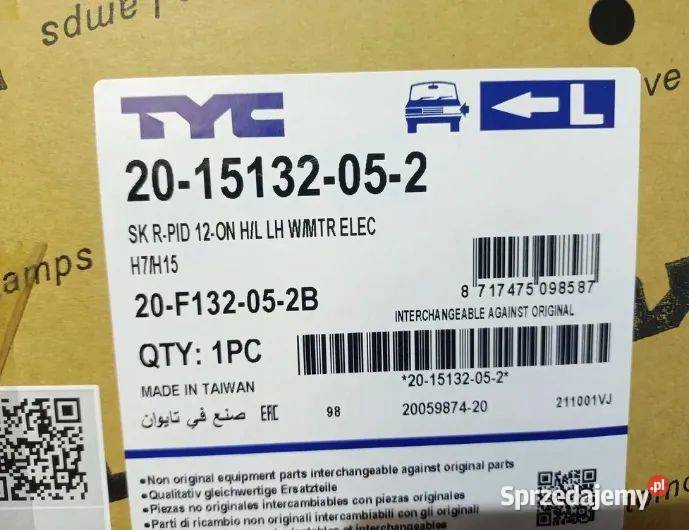 sdɯɐן
lamps
TYC
L
ve
20-15132-05-2
SK R-PID 12-ON H/L LH W/MTR ELEC
H7/H15
amps
20-F132-05-2B
8 717475 098587
INTERCHANGEABLE AGAINST ORIGINAL
QTY: 1PC
*20-15132-05-2*
MADE IN TAIWAN
صنع في تايوان EAC 98 20059874-20 211001VJ
•Non original equipment parts interchangeable against original parts
•Qualitativ gleichwertige Ersatzteile
•Piezas no originales intercambiables con piezas originales
•Parti di ricambio non originali intercambiabili con gli originali
Sprzedajemy.pl